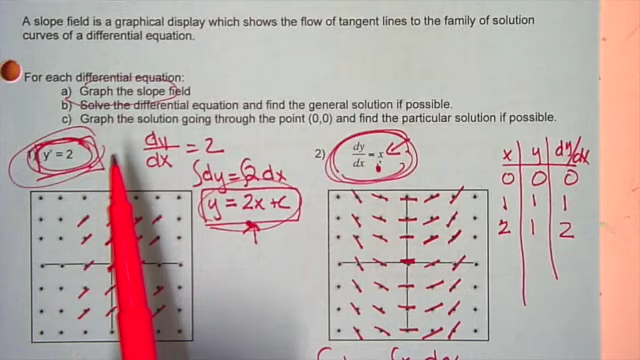 A slope field is a graphical display which shows the flow of tangent lines to the family of solution
curves of a differential equation.
For each differential equation:
a) Graph the slope field
b) Solve the differential equation and find the general solution if possible.
c) Graph the solution going through the point (0,0) and find the particular solution if possible.
y' = 2
dy/dx = 2
∫dy = ∫2dx
y = 2x+c
2) dy/dx = x
x y dy/dx
0 0 0
1 1 1
2 1 2